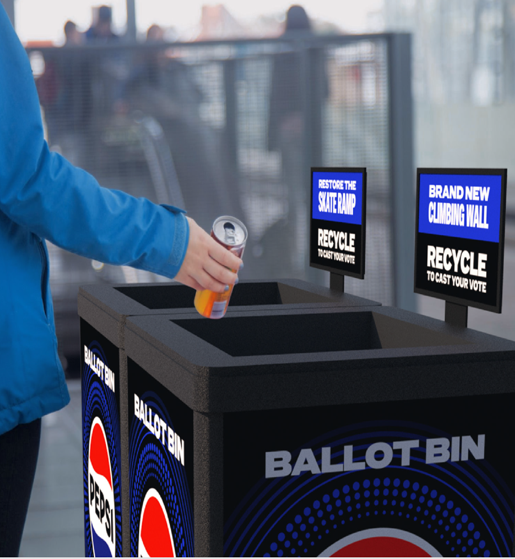 RESTORE THE
SKATE RAMP
RECYCLE
TO CAST YOUR VOTE
BRAND NEW
CLIMBING WALL
RECYCLE
TO CAST YOUR VOTE
BALLOT BIN
PEPSI
BALLOT BIN
BALLOT BIN